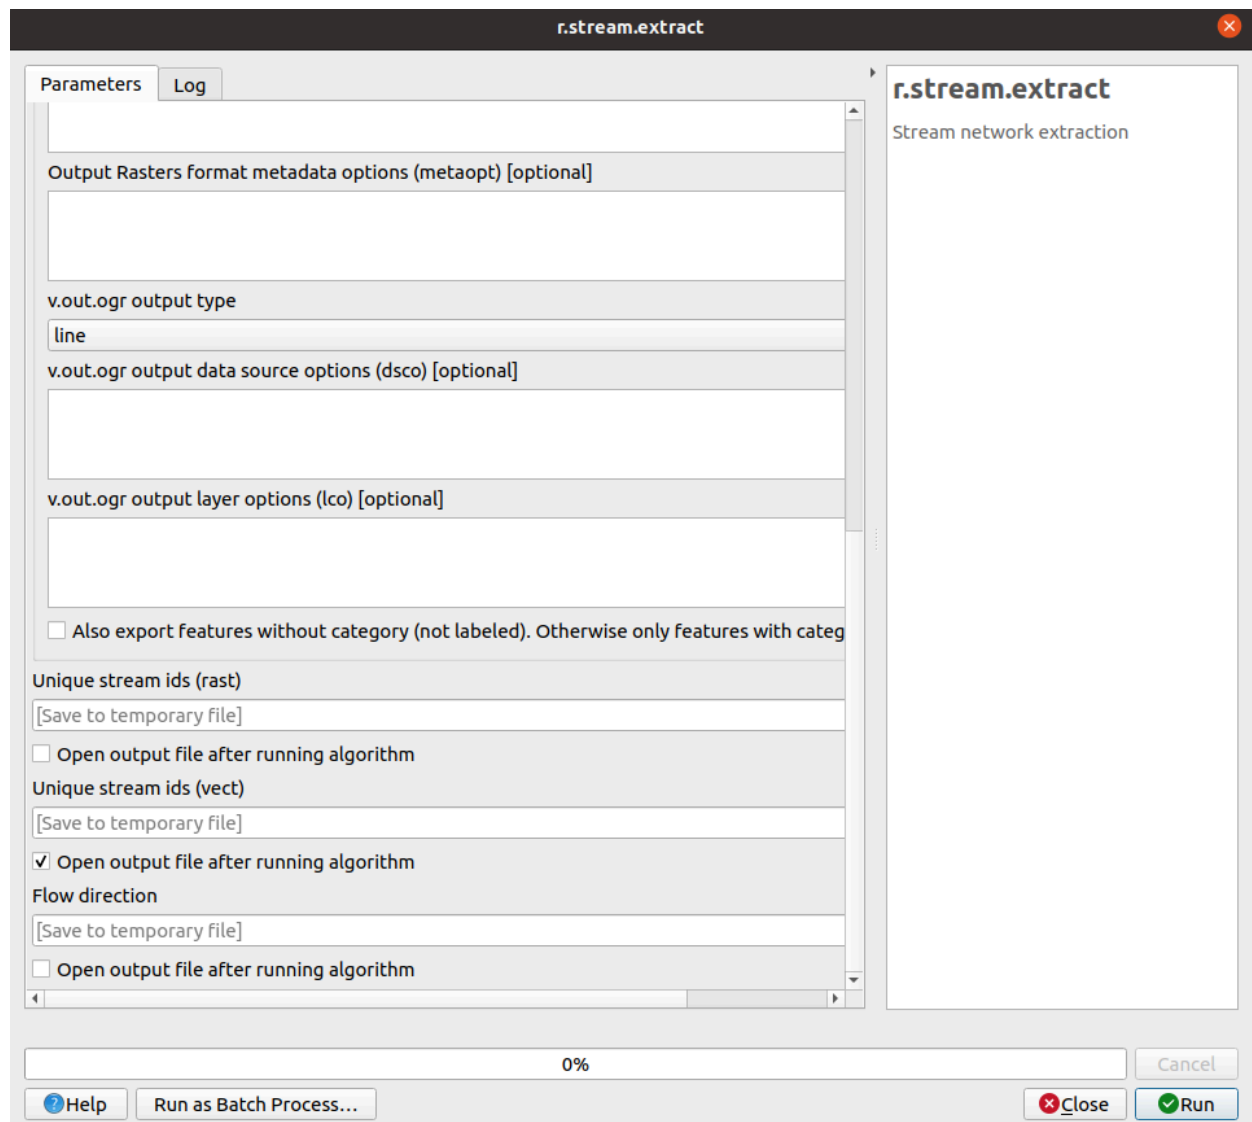 r.stream.extract
Parameters
Log
Output Rasters format metadata options (metaopt) [optional]
v.out.ogr output type
line
v.out.ogr output data source options (dsco) [optional]
v.out.ogr output layer options (lco) [optional]
Also export features without category (not labeled). Otherwise only features with categ
Unique stream ids (rast)
[Save to temporary file]
Open output file after running algorithm
Unique stream ids (vect)
[Save to temporary file]
Open output file after running algorithm
Flow direction
[Save to temporary file]
Open output file after running algorithm
r.stream.extract
Stream network extraction
0%
Cancel
Help
Run as Batch Process...
Close
Run